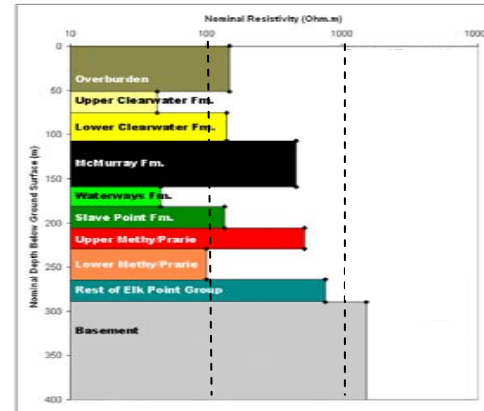 Nominal Resistivity (Ohm.m)
10 100 1000 1000
0
50
100
150
200
250
300
350
400
Nominal Depth Below Ground Surface (m)
Overburden
Upper Clearwater Fm.
Lower Clearwater Fm.
McMurray Fm.
Waterways Fm.
Slave Point Fm.
Upper Methy/Prarie
Lower Methy/Prarie
Rest of Elk Point Group
Basement